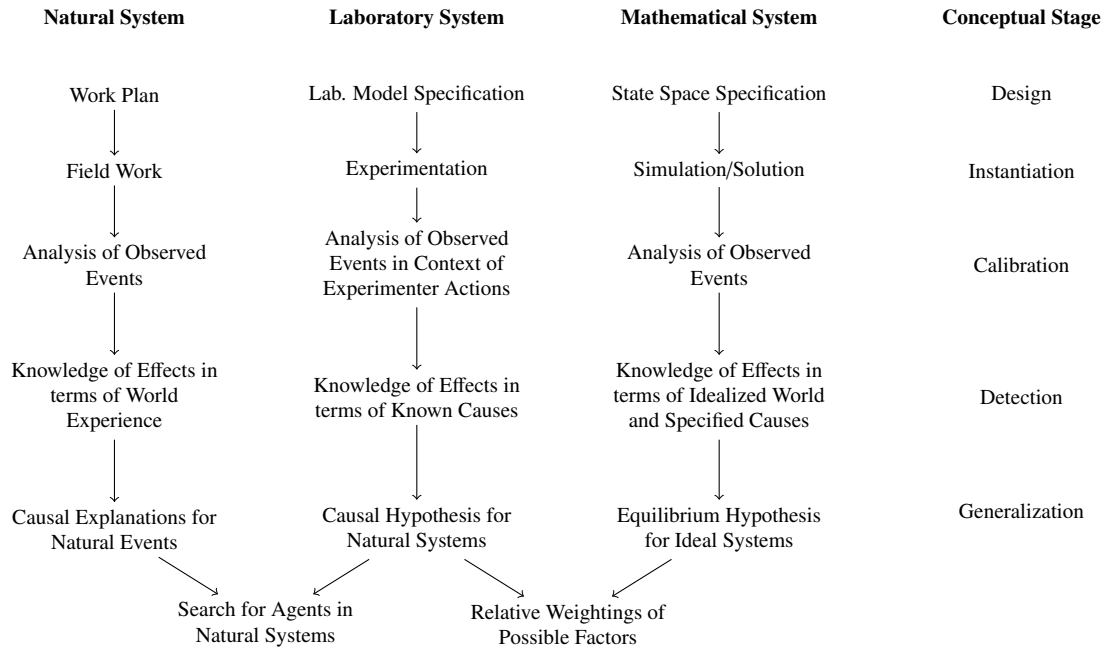 Natural System
Laboratory System
Mathematical System
Conceptual Stage
Work Plan
Lab. Model Specification
State Space Specification
Design
Field Work
Experimentation
Simulation/Solution
Instantiation
Analysis of Observed
Events
Analysis of Observed
Events in Context of
Experimenter Actions
Analysis of Observed
Events
Calibration
Knowledge of Effects in
terms of World
Experience
Knowledge of Effects in
terms of Known Causes
Knowledge of Effects in
terms of Idealized World
and Specified Causes
Detection
Causal Explanations for
Natural Events
Causal Hypothesis for
Natural Systems
Equilibrium Hypothesis
for Ideal Systems
Generalization
Search for Agents in
Natural Systems
Relative Weightings of
Possible Factors